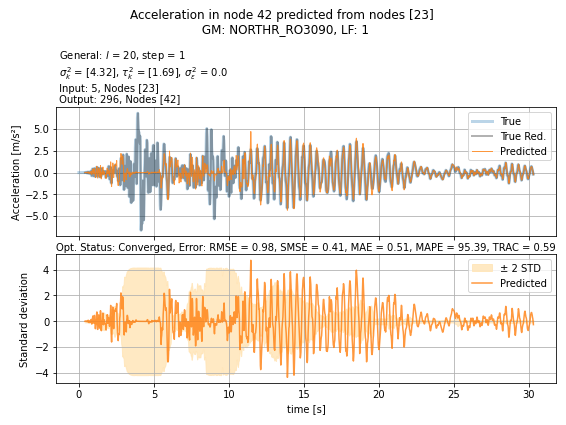 Acceleration in node 42 predicted from nodes [23]
GM: NORTHR_RO3090, LF: 1
General: l = 20, step = 1
σ²ₖ = [4.32], τ²ₖ = [1.69], σ²ε = 0.0
Input: 5, Nodes [23]
Output: 296, Nodes [42]
Acceleration [m/s²]
5.0
2.5
0.0
−2.5
−5.0
True
True Red.
Predicted
Opt. Status: Converged, Error: RMSE = 0.98, SMSE = 0.41, MAE = 0.51, MAPE = 95.39, TRAC = 0.59
Standard deviation
4
2
0
−2
−4
± 2 STD
Predicted
0 5 10 15 20 25 30
time [s]